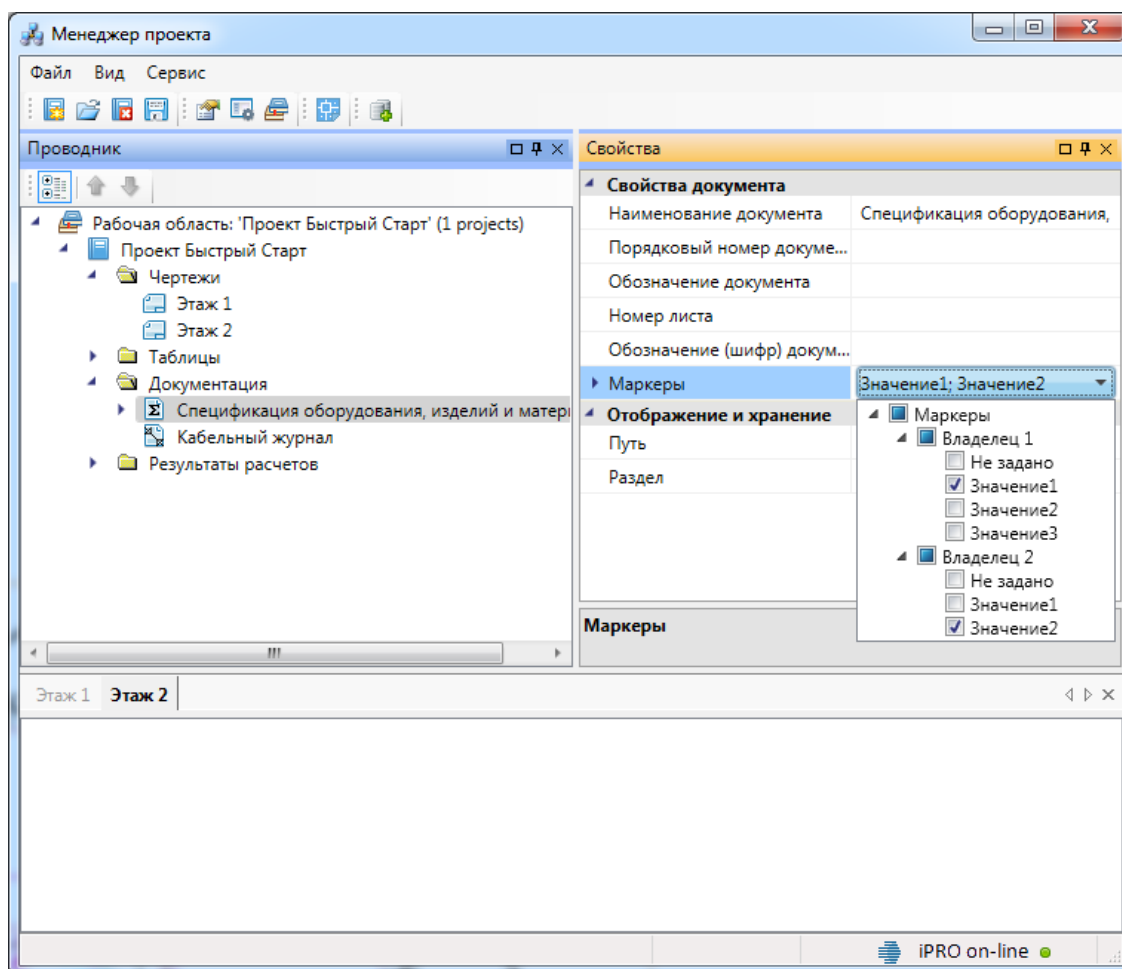 Менеджер проекта
Файл Вид Сервис
Проводник
Рабочая область: 'Проект Быстрый Старт' (1 projects)
Проект Быстрый Старт
Чертежи
Этаж 1
Этаж 2
Таблицы
Документация
Спецификация оборудования, изделий и матери
Кабельный журнал
Результаты расчетов
Свойства
Свойства документа
Наименование документа Спецификация оборудования,
Порядковый номер докуме...
Обозначение документа
Номер листа
Обозначение (шифр) докум...
Маркеры Значение1; Значение2
Отображение и хранение
Путь
Раздел
Маркеры
Владелец 1
Не задано
Значение1
Значение2
Значение3
Владелец 2
Не задано
Значение1
Значение2
Маркеры
Этаж 1 Этаж 2
iPRO on-line